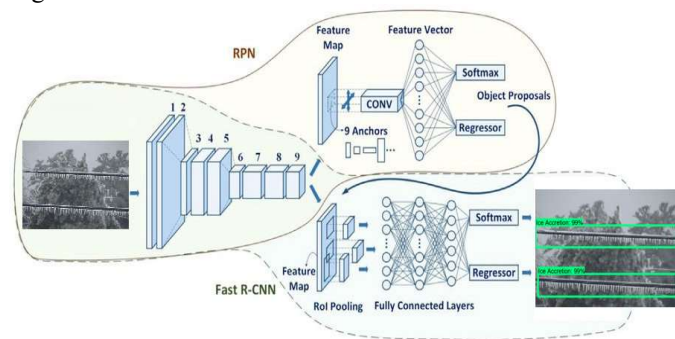 RPN
Feature
Map
Feature Vector
CONV
Softmax
Regressor
Object Proposals
9 Anchors
1 2
3 4 5
6 7 8 9
Feature
Map
RoI Pooling
Fully Connected Layers
Softmax
Regressor
Fast R-CNN
Ice Accretion: 99%
Ice Accretion: 99%